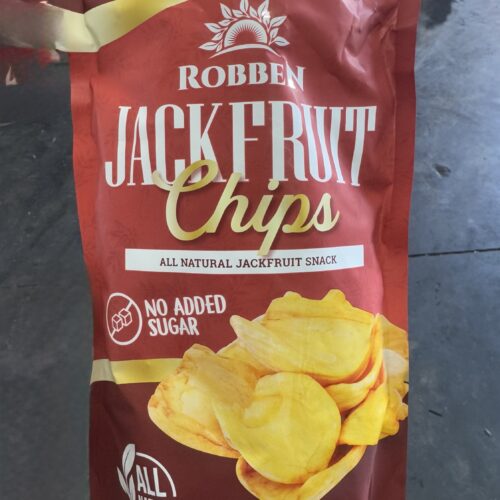 ROBBEN
JACKFRUIT
Chips
ALL NATURAL JACKFRUIT SNACK
NO ADDED
SUGAR
ALL